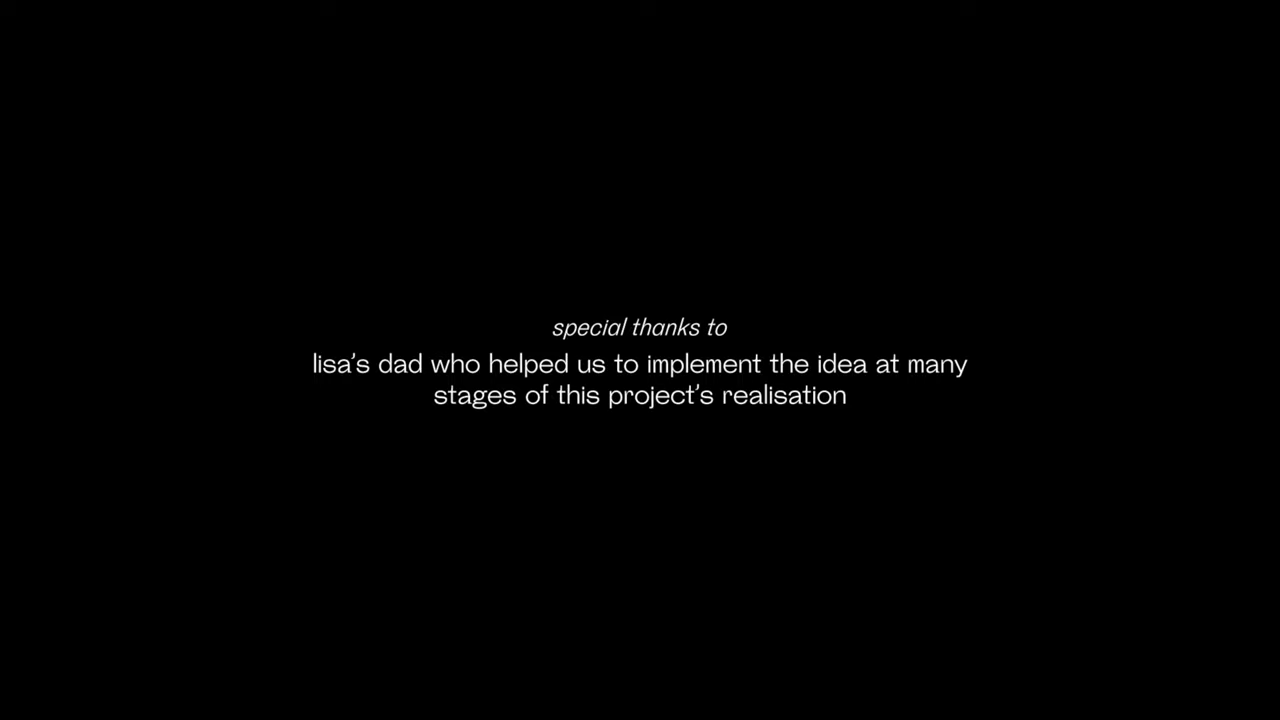 special thanks to
lisa's dad who helped us to implement the idea at many
stages of this project's realisation